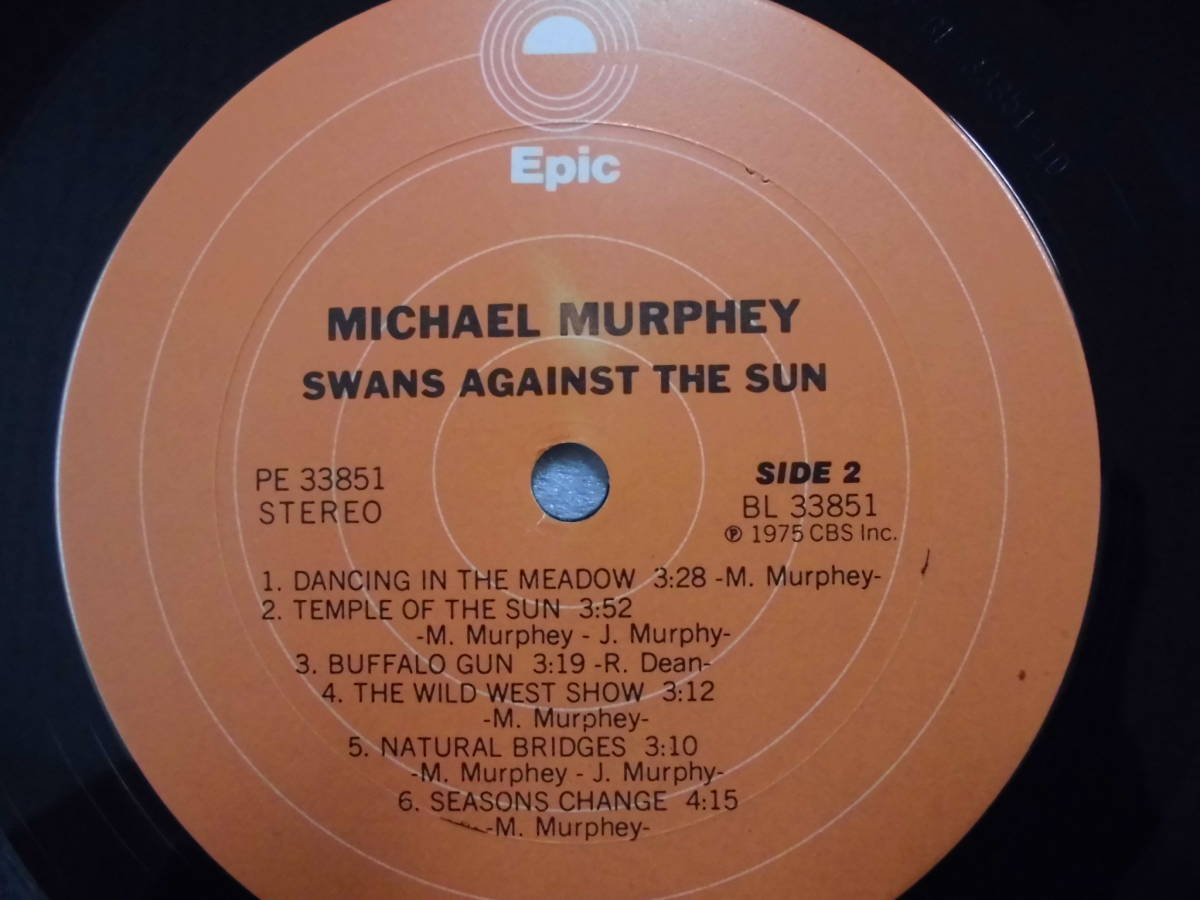 Epic
MICHAEL MURPHEY
SWANS AGAINST THE SUN
PE 33851
STEREO
SIDE 2
BL 33851
℗ 1975 CBS Inc.
1. DANCING IN THE MEADOW 3:28 -M. Murphey-
2. TEMPLE OF THE SUN 3:52
-M. Murphey - J. Murphy-
3. BUFFALO GUN 3:19 -R. Dean-
4. THE WILD WEST SHOW 3:12
-M. Murphey-
5. NATURAL BRIDGES 3:10
-M. Murphey - J. Murphy-
6. SEASONS CHANGE 4:15
-M. Murphey-